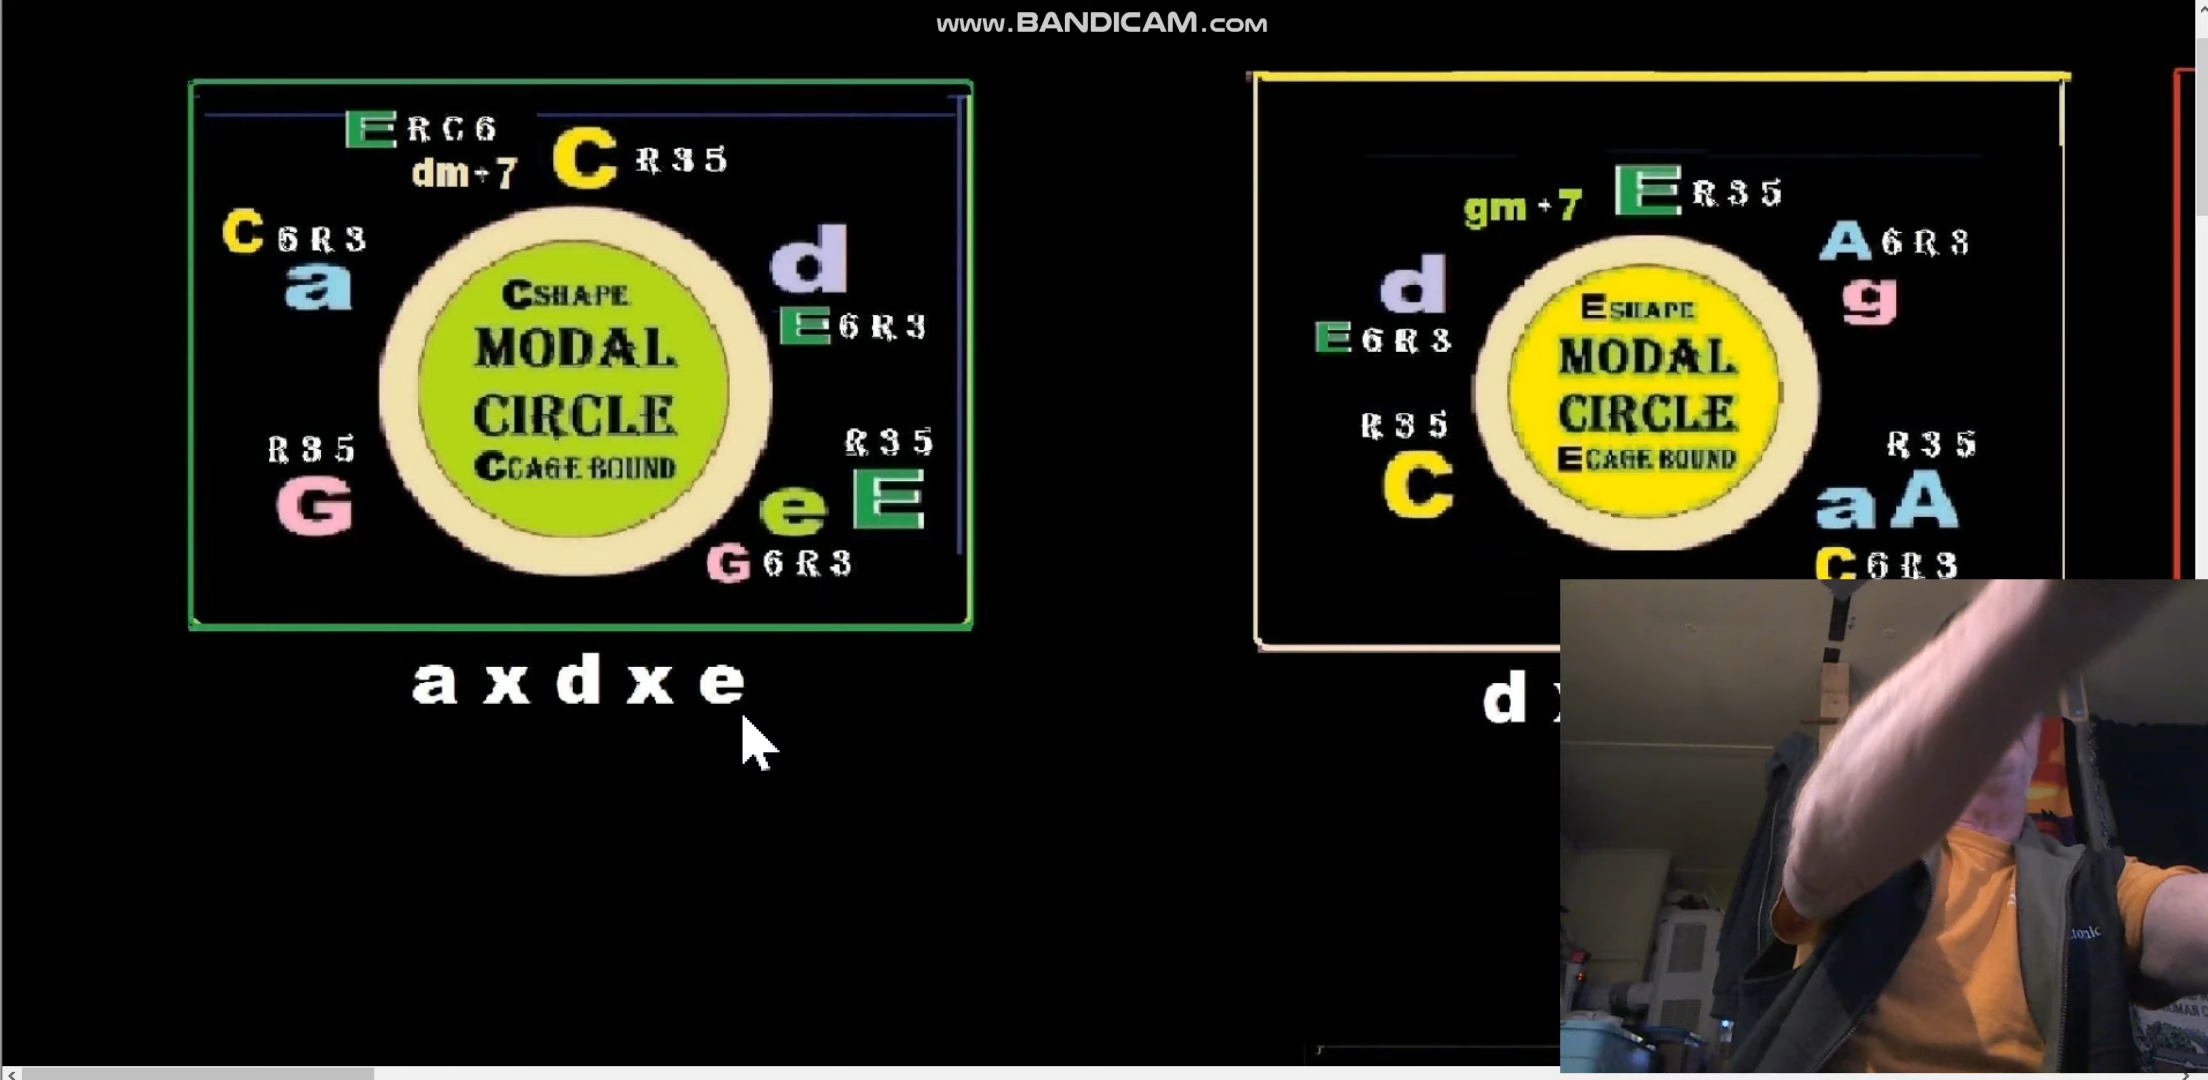 www.BANDICAM.com
E R C 6
dm+7
C R 3 5
C 6 R 3
a
d
E 6 R 3
C SHAPE
MODAL
CIRCLE
C CAGE BOUND
R 3 5
G
R 3 5
e E
G 6 R 3
a x d x e
gm+7
E R 3 5
A 6 R 3
g
d
E 6 R 3
E SHAPE
MODAL
CIRCLE
E CAGE BOUND
R 3 5
C
R 3 5
a A
C 6 R 3
d